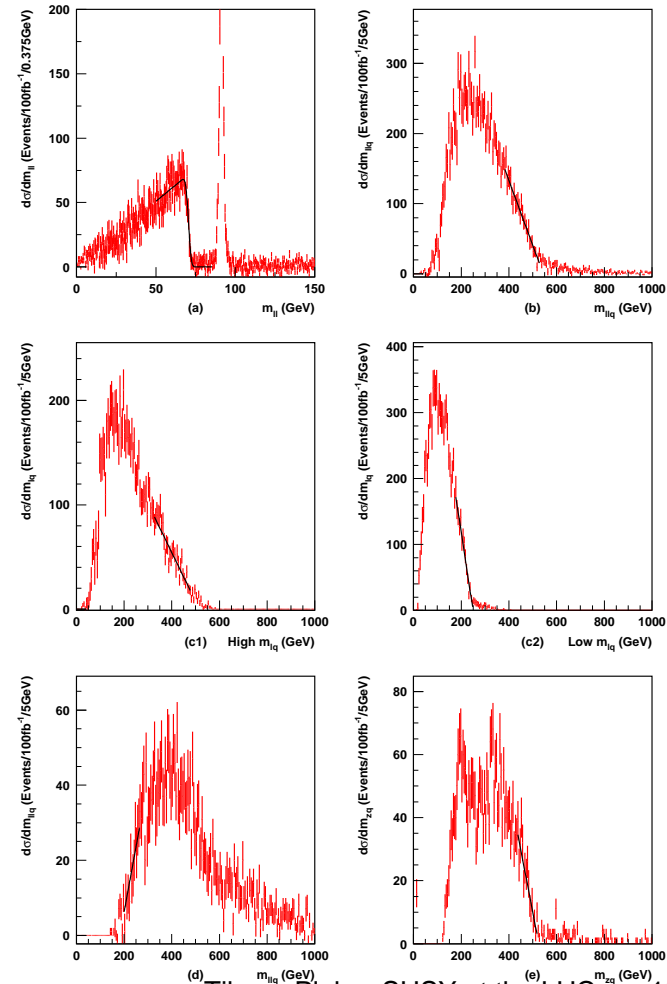 dσ/dm_ll (Events/100fb⁻¹/0.375GeV)
200
150
100
50
0
0 50 100 150
(a) m_ll (GeV)
dσ/dm_llq (Events/100fb⁻¹/5GeV)
300
200
100
0
0 200 400 600 800 1000
(b) m_llq (GeV)
dσ/dm_lq (Events/100fb⁻¹/5GeV)
200
100
0
0 200 400 600 800 1000
(c1) High m_lq (GeV)
dσ/dm_lq (Events/100fb⁻¹/5GeV)
400
300
200
100
0
0 200 400 600 800 1000
(c2) Low m_lq (GeV)
dσ/dm_llq (Events/100fb⁻¹/5GeV)
60
40
20
0
0 200 400 600 800 1000
(d) m_llq (GeV)
dσ/dm_zq (Events/100fb⁻¹/5GeV)
80
60
40
20
0
0 200 400 600 800 1000
(e) m_zq (GeV)
SUSY at the LHC